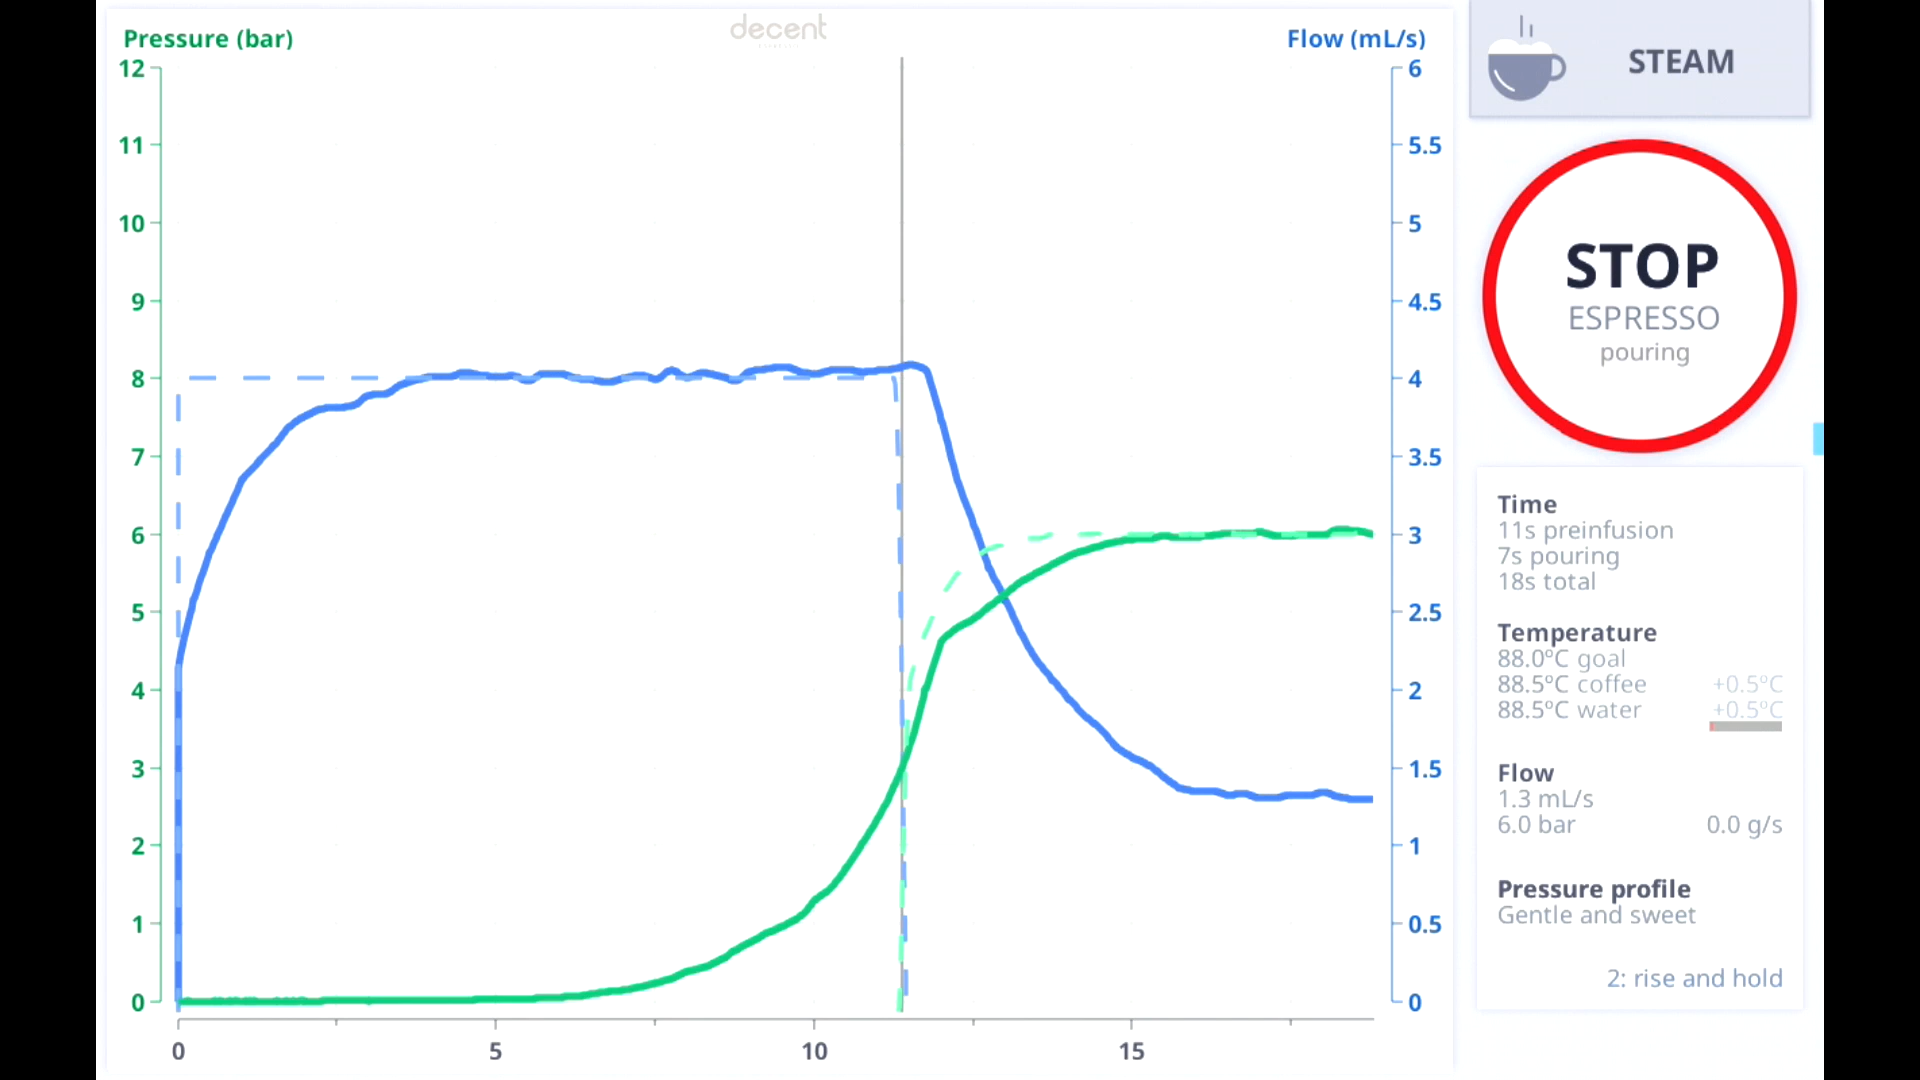 decent
Pressure (bar)
Flow (mL/s)
12
11
10
9
8
7
6
5
4
3
2
1
0
6
5.5
5
4.5
4
3.5
3
2.5
2
1.5
1
0.5
0
0
5
10
15
STEAM
STOP
ESPRESSO
pouring
Time
11s preinfusion
7s pouring
18s total
Temperature
88.0°C goal
88.5°C coffee +0.5°C
88.5°C water +0.5°C
Flow
1.3 mL/s
6.0 bar 0.0 g/s
Pressure profile
Gentle and sweet
2: rise and hold